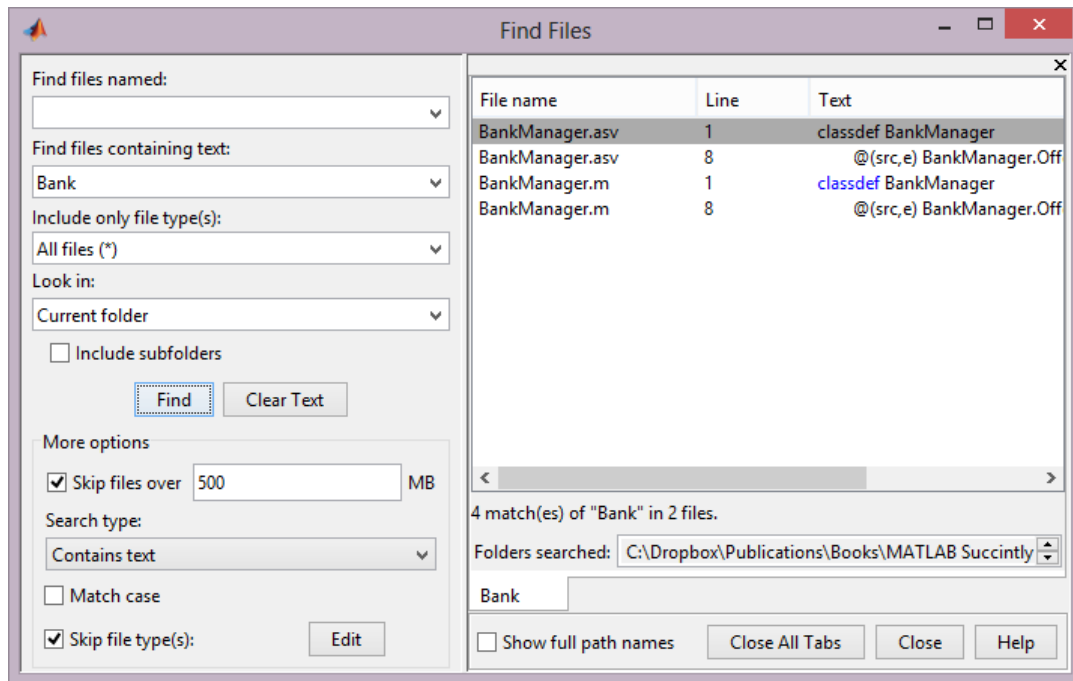 Find Files
Find files named:
Find files containing text:
Bank
Include only file type(s):
All files (*)
Look in:
Current folder
Include subfolders
Find Clear Text
More options
Skip files over 500 MB
Search type:
Contains text
Match case
Skip file type(s): Edit
File name Line Text
BankManager.asv 1 classdef BankManager
BankManager.asv 8 @(src,e) BankManager.Off
BankManager.m 1 classdef BankManager
BankManager.m 8 @(src,e) BankManager.Off
4 match(es) of "Bank" in 2 files.
Folders searched: C:\Dropbox\Publications\Books\MATLAB Succintly
Bank
Show full path names Close All Tabs Close Help